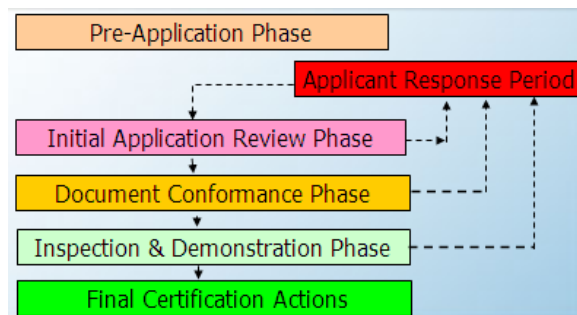 Pre-Application Phase
Applicant Response Period
Initial Application Review Phase
Document Conformance Phase
Inspection & Demonstration Phase
Final Certification Actions